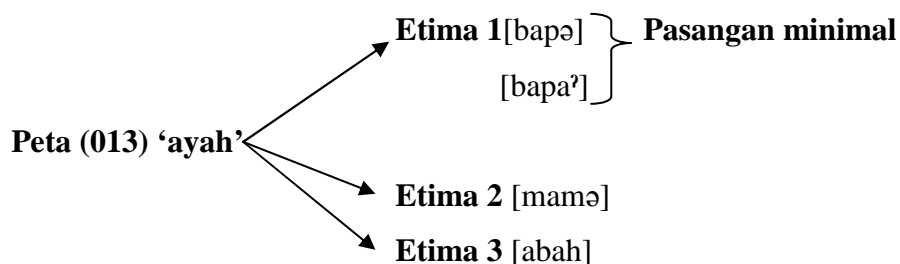 Etima 1[bapə] Pasangan minimal
[bapaˀ]
Peta (013) ‘ayah’
Etima 2 [mamə]
Etima 3 [abah]